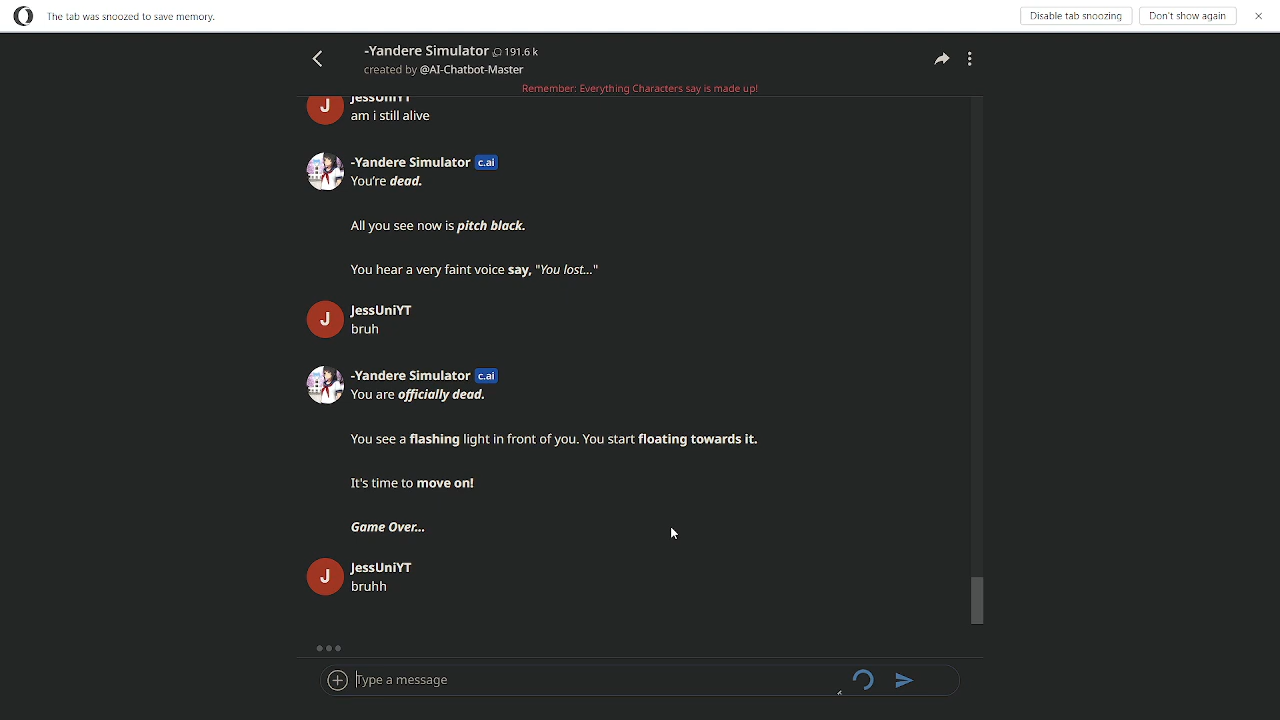 The tab was snoozed to save memory.
Disable tab snoozing
Don't show again
-Yandere Simulator 191.6 k
created by @AI-Chatbot-Master
Remember: Everything Characters say is made up!
J
JessUniYT
am i still alive
-Yandere Simulator c.ai
You're dead.
All you see now is pitch black.
You hear a very faint voice say, "You lost..."
J
JessUniYT
bruh
-Yandere Simulator c.ai
You are officially dead.
You see a flashing light in front of you. You start floating towards it.
It's time to move on!
Game Over...
J
JessUniYT
bruhh
Type a message